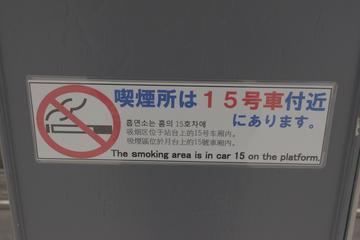 喫煙所は１５号車付近
にあります。
흡연소는 홈의 15호차에
吸烟区位于站台上的15号车厢内。
吸煙區位於月台上的15號車廂內。
The smoking area is in car 15 on the platform.